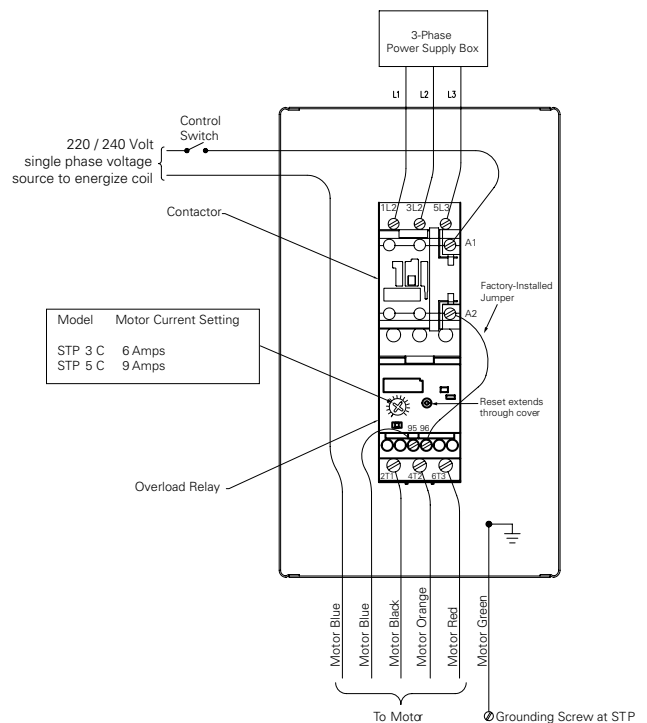 3-Phase
Power Supply Box
L1 L2 L3
Control
Switch
220 / 240 Volt
single phase voltage
source to energize coil
1L2 3L2 5L3
Contactor
A1
Factory-Installed
Jumper
A2
Model Motor Current Setting
STP 3 C 6 Amps
STP 5 C 9 Amps
Reset extends
through cover
95 96
Overload Relay
2T1 4T2 6T3
Motor Blue
Motor Blue
Motor Black
Motor Orange
Motor Red
Motor Green
To Motor
Grounding Screw at STP